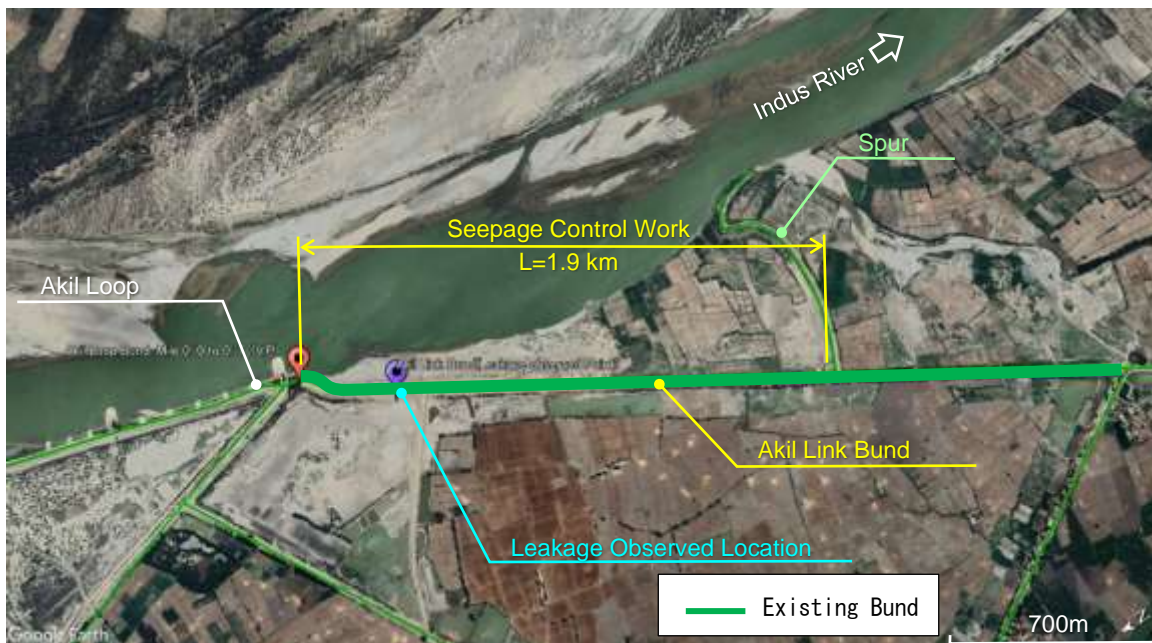 Indus River
Spur
Seepage Control Work
L=1.9 km
Akil Loop
Akil Link Bund
Leakage Observed Location
Existing Bund
700m
Google Earth